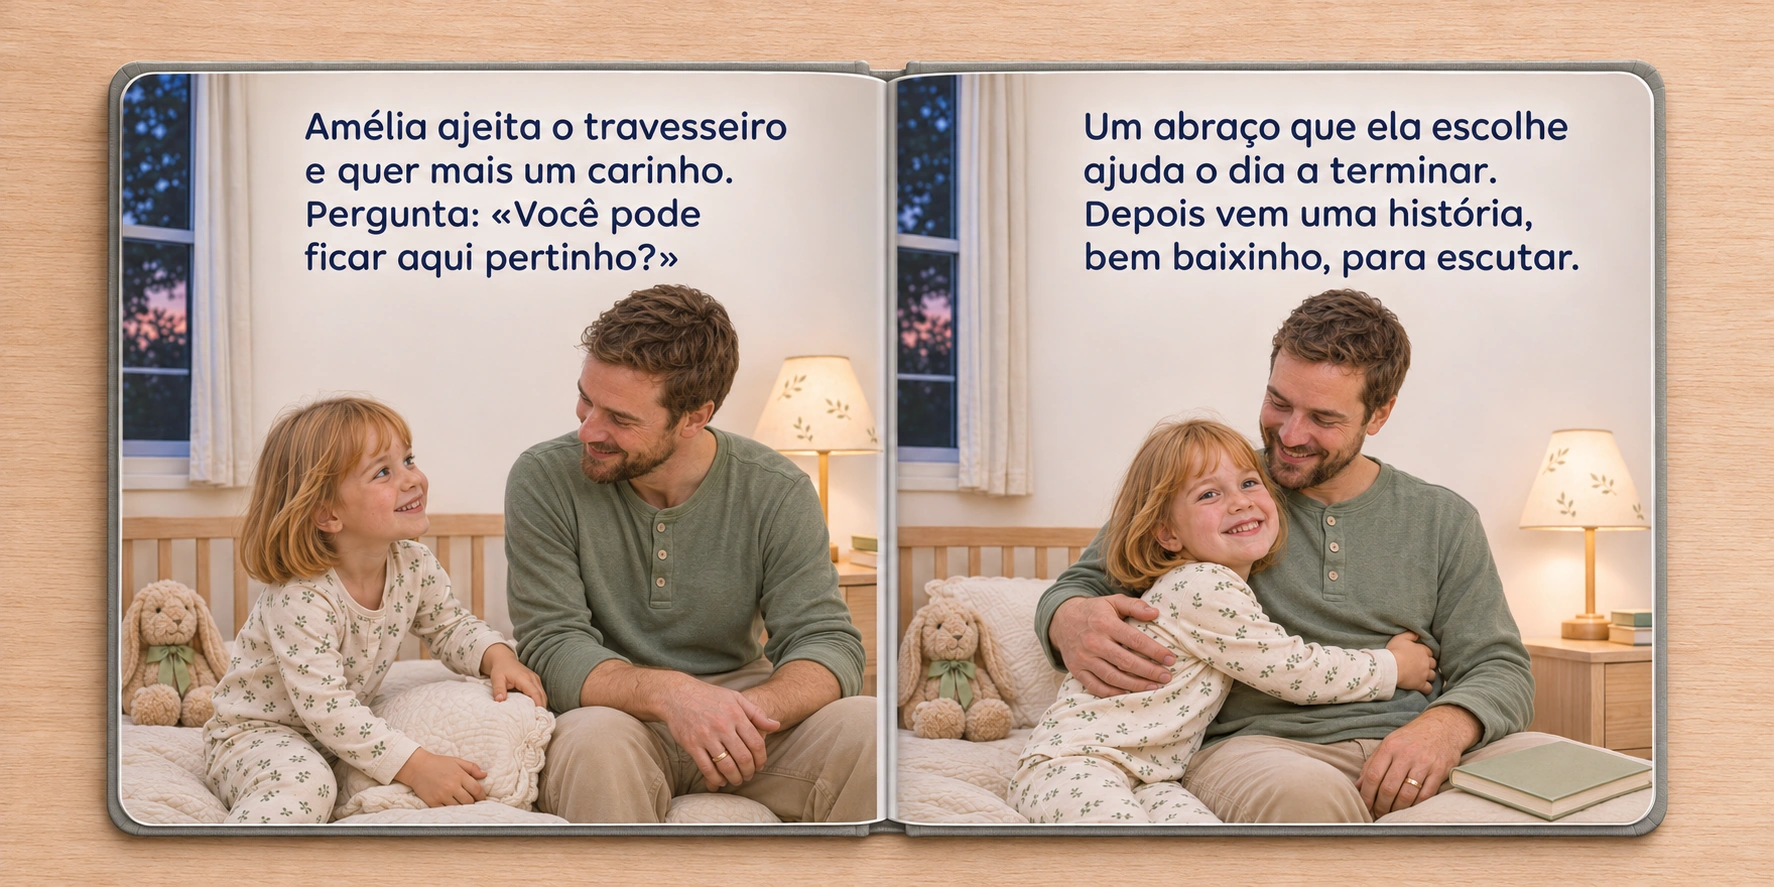 Amélia ajeita o travesseiro
e quer mais um carinho.
Pergunta: «Você pode
ficar aqui pertinho?»
Um abraço que ela escolhe
ajuda o dia a terminar.
Depois vem uma história,
bem baixinho, para escutar.